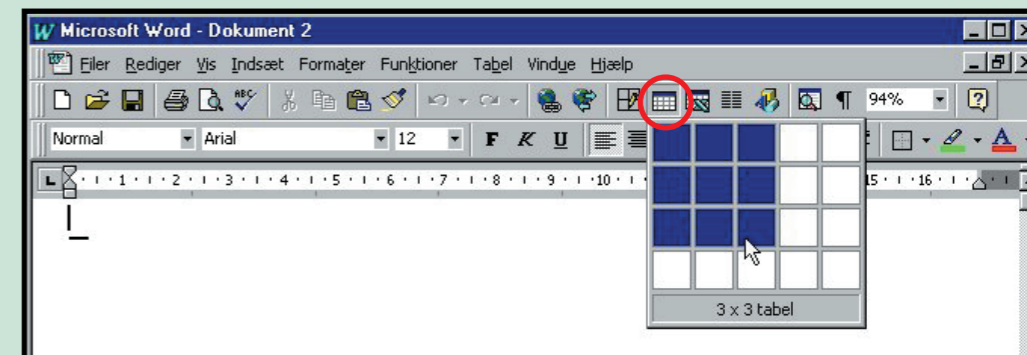 Microsoft Word - Dokument 2
Filer Rediger Vis Indsæt Formater Funktioner Tabel Vindue Hjælp
ABC ¶ 94%
Normal Arial 12 F K U A
1 2 3 4 5 6 7 8 9 10 15 16
3 x 3 tabel